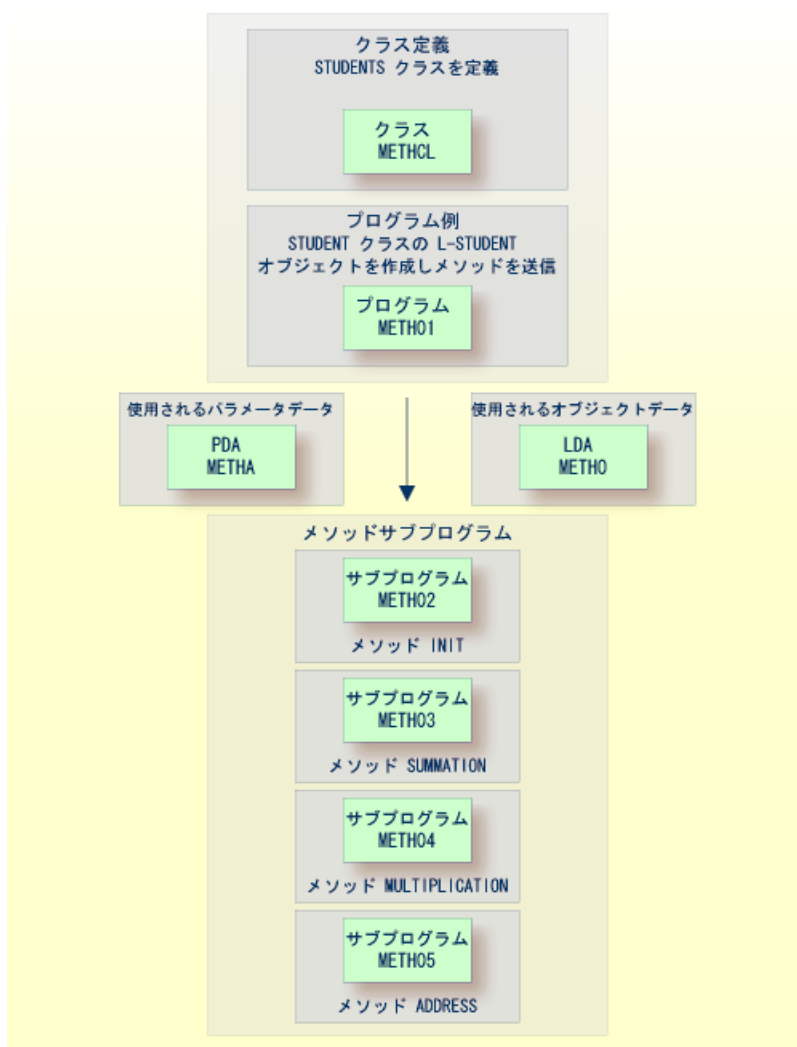 クラス定義
STUDENTS クラスを定義
クラス
METHCL
プログラム例
STUDENT クラスの L-STUDENT
オブジェクトを作成しメソッドを送信
プログラム
METH01
使用されるパラメータデータ
PDA
METHA
使用されるオブジェクトデータ
LDA
METHO
メソッドサブプログラム
サブプログラム
METH02
メソッド INIT
サブプログラム
METH03
メソッド SUMMATION
サブプログラム
METH04
メソッド MULTIPLICATION
サブプログラム
METH05
メソッド ADDRESS